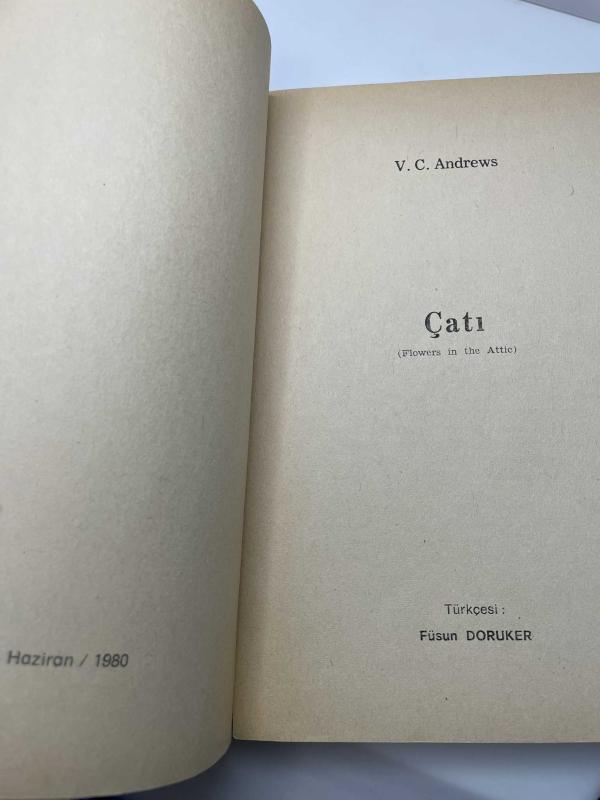 Haziran / 1980
V. C. Andrews
Çatı
(Flowers in the Attic)
Türkçesi :
Füsun DORUKER